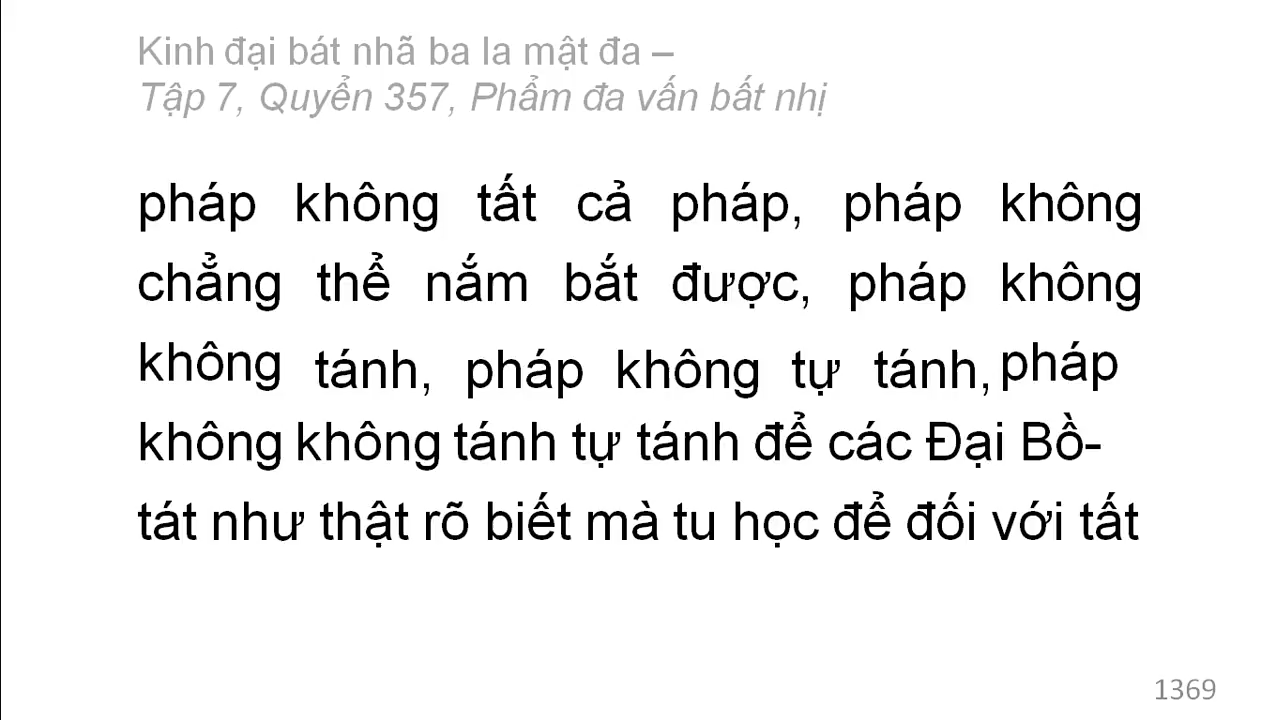 Kinh đại bát nhã ba la mật đa –
Tập 7, Quyển 357, Phẩm đa vấn bất nhị
pháp không tất cả pháp, pháp không
chẳng thể nắm bắt được, pháp không
không tánh, pháp không tự tánh, pháp
không không tánh tự tánh để các Đại Bồ-
tát như thật rõ biết mà tu học để đối với tất
1369